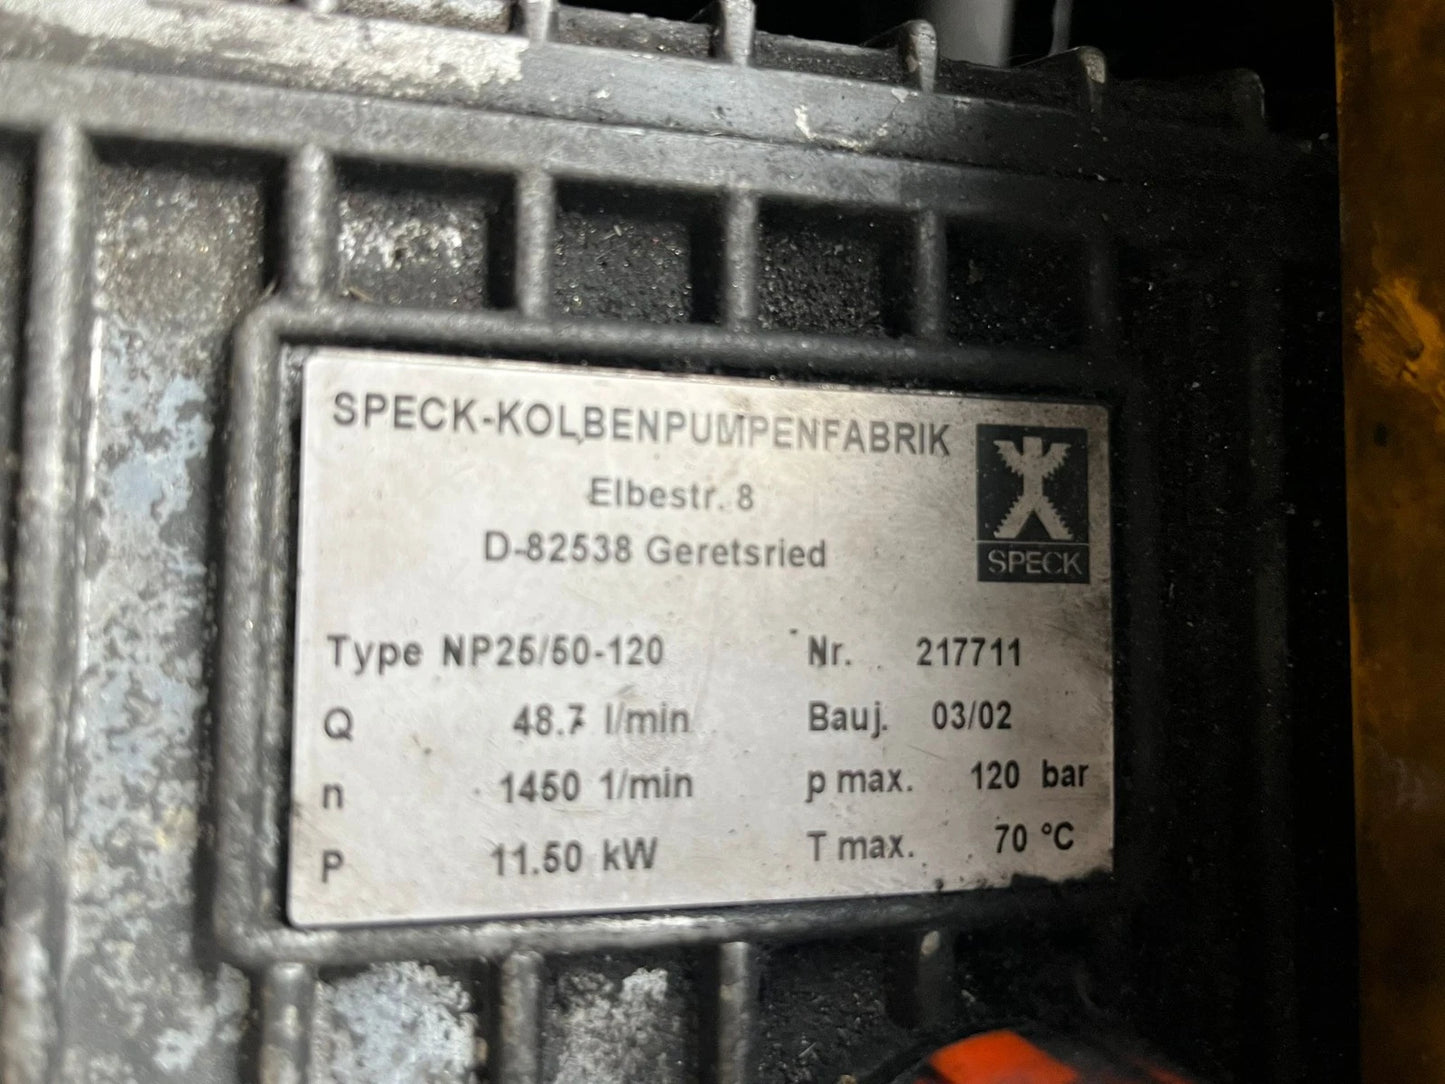 SPECK-KOLBENPUMPENFABRIK
Elbestr. 8
D-82538 Geretsried
SPECK
Type NP25/50-120 Nr. 217711
Q 48.7 l/min Bauj. 03/02
n 1450 1/min p max. 120 bar
P 11.50 kW T max. 70 °C